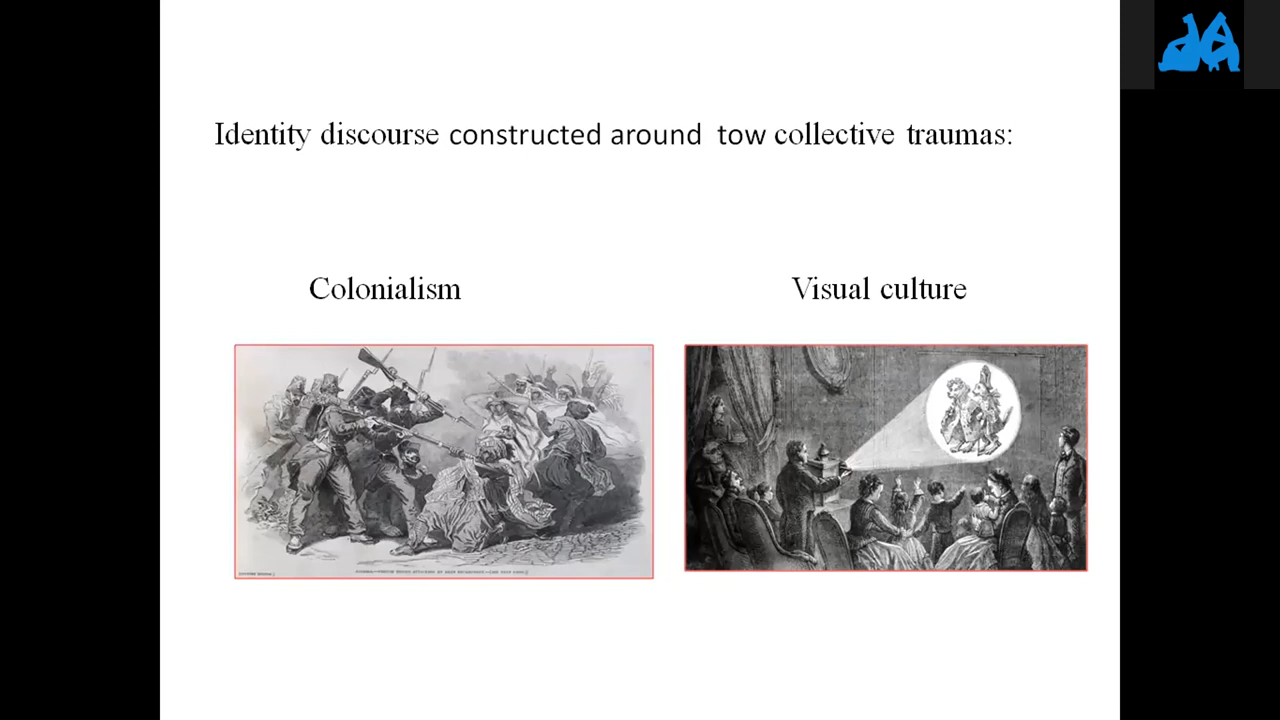 Identity discourse constructed around tow collective traumas:
Colonialism
Visual culture